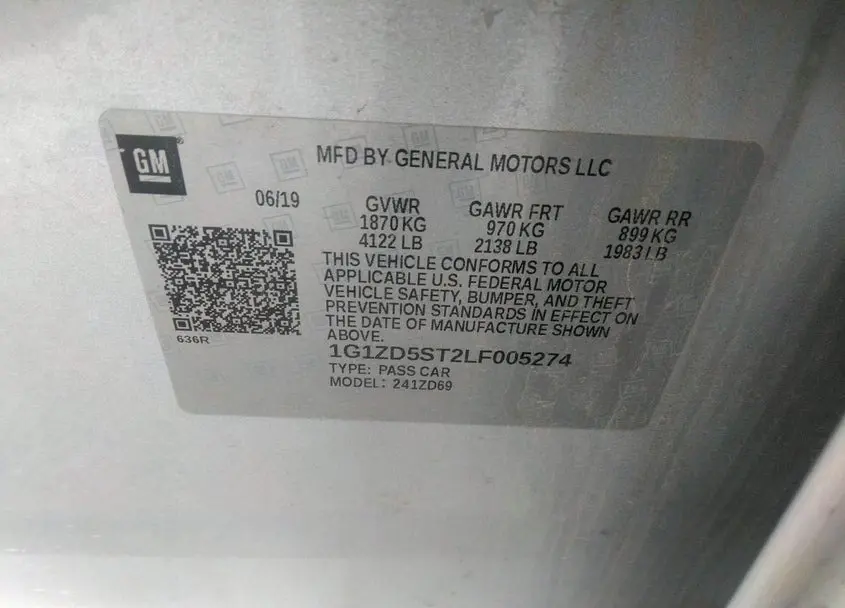 GM
MFD BY GENERAL MOTORS LLC
06/19
GVWR GAWR FRT GAWR RR
1870 KG 970 KG 899 KG
4122 LB 2138 LB 1983 LB
THIS VEHICLE CONFORMS TO ALL
APPLICABLE U.S. FEDERAL MOTOR
VEHICLE SAFETY, BUMPER, AND THEFT
PREVENTION STANDARDS IN EFFECT ON
THE DATE OF MANUFACTURE SHOWN
ABOVE.
636R
1G1ZD5ST2LF005274
TYPE: PASS CAR
MODEL: 241ZD69